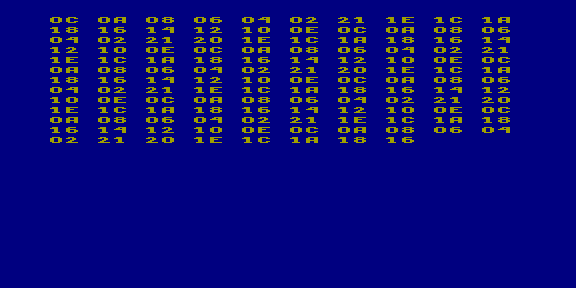 0C 0A 08 06 04 02 21 1E 1C 1A
18 16 14 12 10 0E 0C 0A 08 06
04 02 21 20 1E 1C 1A 18 16 14
12 10 0E 0C 0A 08 06 04 02 21
1E 1C 1A 18 16 14 12 10 0E 0C
0A 08 06 04 02 21 20 1E 1C 1A
18 16 14 12 10 0E 0C 0A 08 06
04 02 21 1E 1C 1A 18 16 14 12
10 0E 0C 0A 08 06 04 02 21 20
1E 1C 1A 18 16 14 12 10 0E 0C
0A 08 06 04 02 21 1E 1C 1A 18
16 14 12 10 0E 0C 0A 08 06 04
02 21 20 1E 1C 1A 18 16